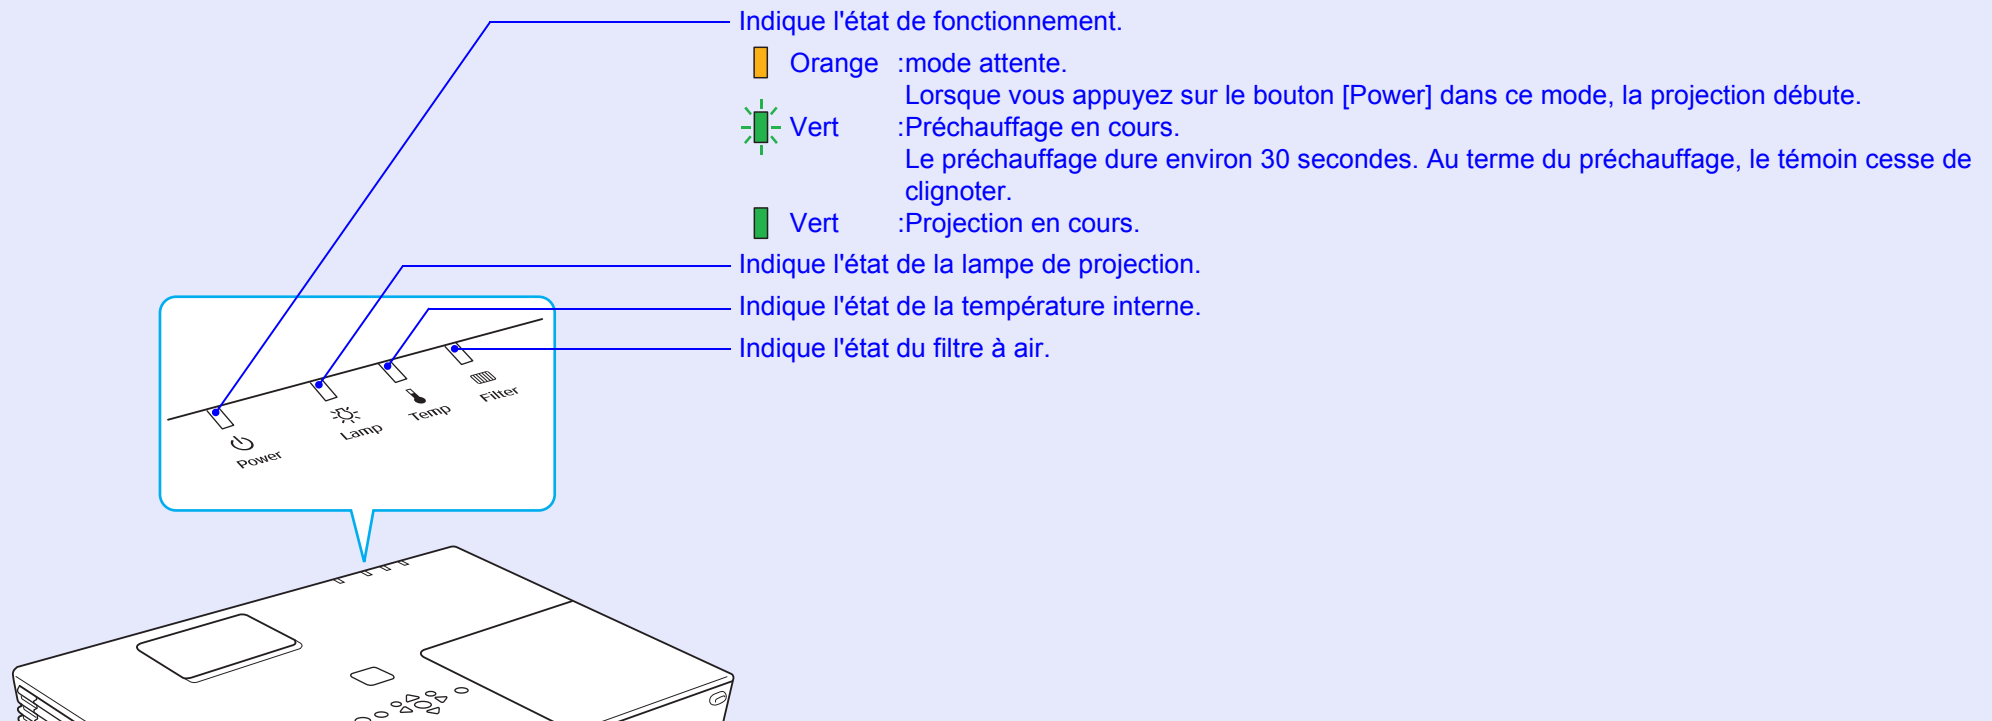 Indique l'état de fonctionnement.
Orange :mode attente.
Lorsque vous appuyez sur le bouton [Power] dans ce mode, la projection débute.
Vert :Préchauffage en cours.
Le préchauffage dure environ 30 secondes. Au terme du préchauffage, le témoin cesse de
clignoter.
Vert :Projection en cours.
Indique l'état de la lampe de projection.
Indique l'état de la température interne.
Indique l'état du filtre à air.
Power
Lamp
Temp
Filter